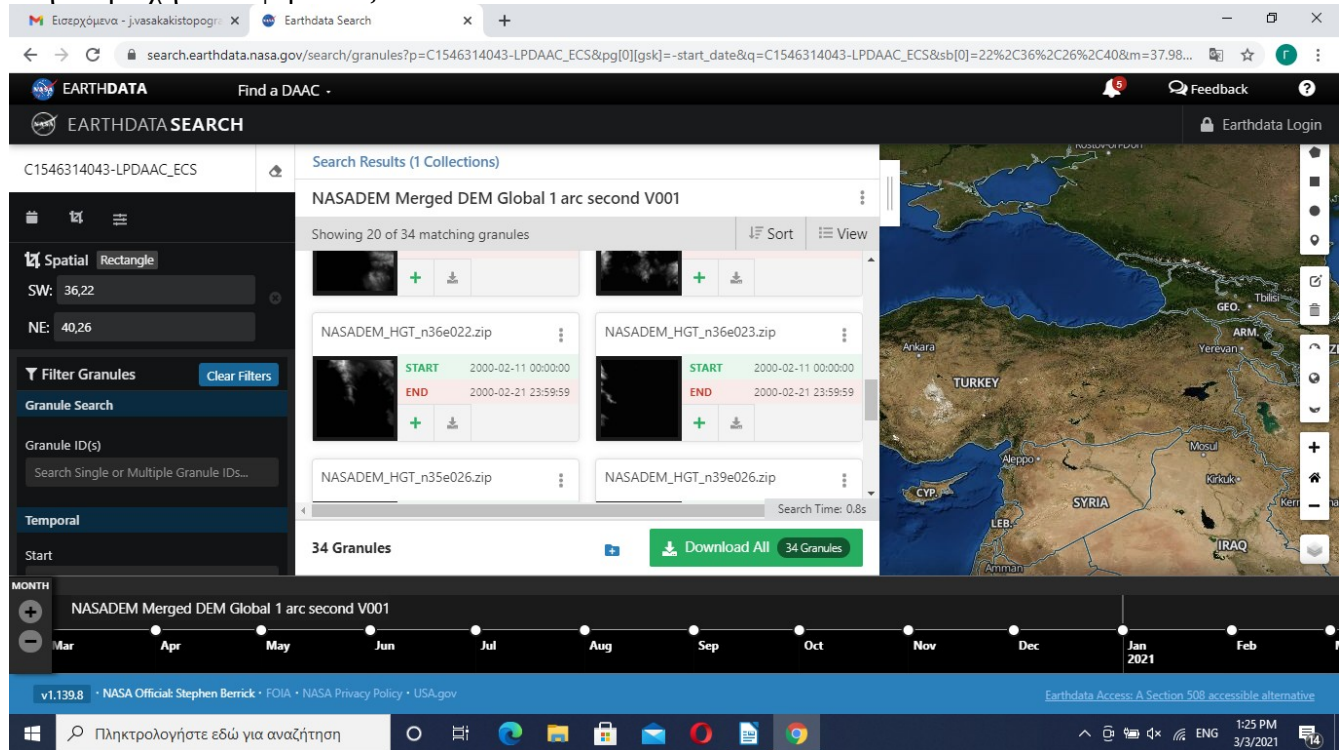 Εισερχόμενα - j.vasakakistopogra
Earthdata Search
search.earthdata.nasa.gov/search/granules?p=C1546314043-LPDAAC_ECS&pg[0][gsk]=-start_date&q=C1546314043-LPDAAC_ECS&sb[0]=22%2C36%2C26%2C40&m=37.98...
Γ
EARTHDATA
Find a DAAC
5
Feedback
?
EARTHDATA SEARCH
Earthdata Login
C1546314043-LPDAAC_ECS
Search Results (1 Collections)
NASADEM Merged DEM Global 1 arc second V001
Showing 20 of 34 matching granules
Sort
View
Spatial Rectangle
SW: 36,22
NE: 40,26
Filter Granules
Clear Filters
Granule Search
Granule ID(s)
Search Single or Multiple Granule IDs...
Temporal
Start
NASADEM_HGT_n36e022.zip
START 2000-02-11 00:00:00
END 2000-02-21 23:59:59
NASADEM_HGT_n36e023.zip
START 2000-02-11 00:00:00
END 2000-02-21 23:59:59
NASADEM_HGT_n35e026.zip
NASADEM_HGT_n39e026.zip
Search Time: 0.8s
34 Granules
Download All 34 Granules
Tbilisi
GEO.
ARM.
Yerevan
Ankara
TURKEY
Mosul
Aleppo
Kirkuk
CYP.
SYRIA
LEB.
IRAQ
Amman
MONTH
NASADEM Merged DEM Global 1 arc second V001
Mar Apr May Jun Jul Aug Sep Oct Nov Dec Jan Feb
2021
v1.139.8 • NASA Official: Stephen Berrick • FOIA • NASA Privacy Policy • USA.gov
Earthdata Access: A Section 508 accessible alternative
Πληκτρολογήστε εδώ για αναζήτηση
ENG
1:25 PM
3/3/2021
14